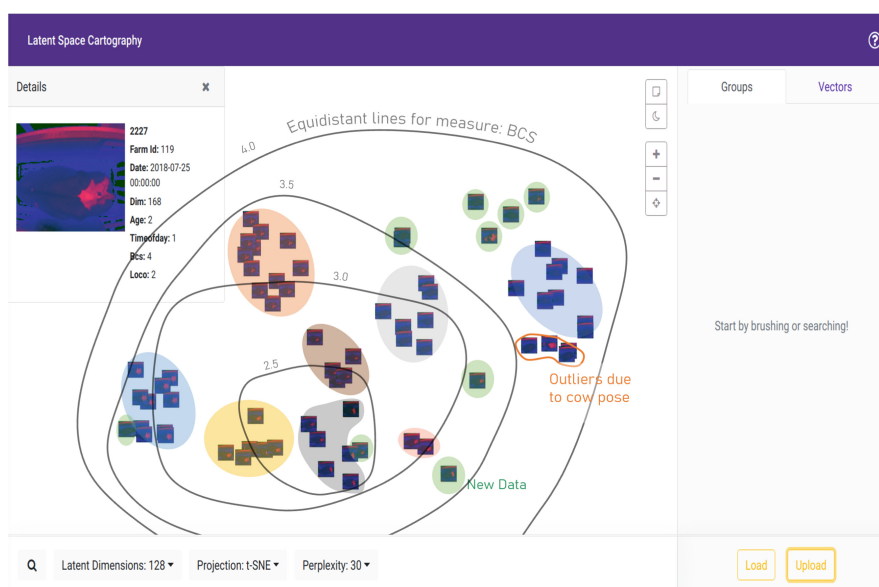 Latent Space Cartography
?
Details
×
2227
Farm Id: 119
Date: 2018-07-25
00:00:00
Dim: 168
Age: 2
Timeofday: 1
Bcs: 4
Loco: 2
Equidistant lines for measure: BCS
4.0
3.5
3.0
2.5
Outliers due
to cow pose
New Data
+
−
Groups
Vectors
Start by brushing or searching!
Latent Dimensions: 128
Projection: t-SNE
Perplexity: 30
Load
Upload